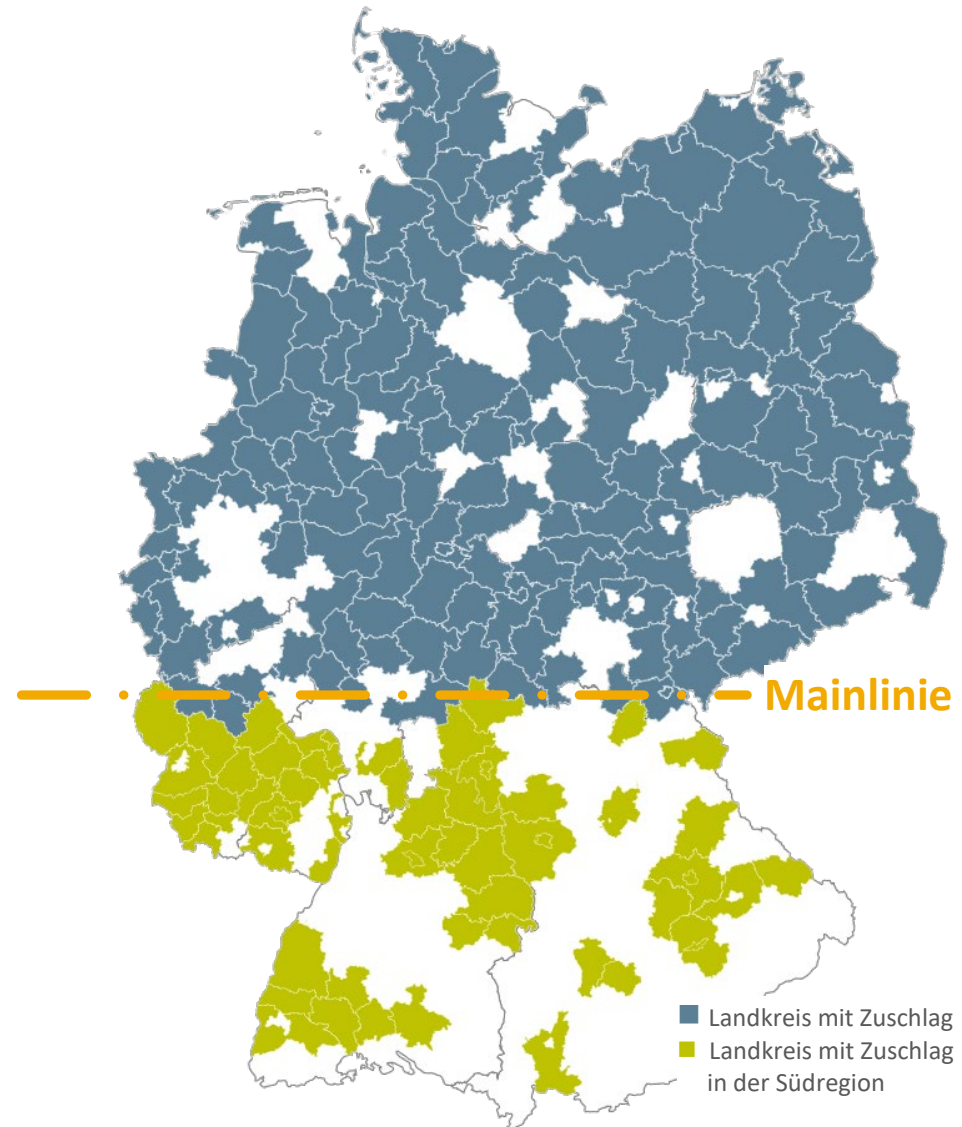 Mainlinie
Landkreis mit Zuschlag
Landkreis mit Zuschlag
in der Südregion